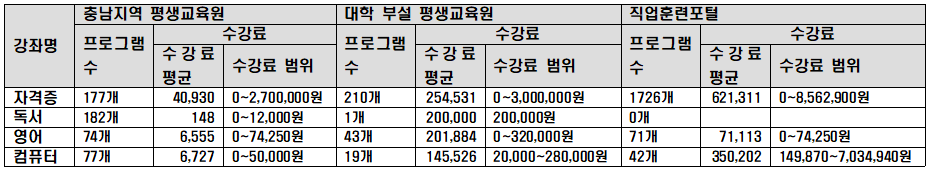 강좌명 충남지역 평생교육원 대학 부설 평생교육원 직업훈련포털
프로그램 수 수강료 프로그램 수 수강료 프로그램 수 수강료
수강료 평균 수강료 범위 수강료 평균 수강료 범위 수강료 평균 수강료 범위
자격증 177개 40,930 0~2,700,000원 210개 254,531 0~3,000,000원 1726개 621,311 0~8,562,900원
독서 182개 148 0~12,000원 1개 200,000 200,000원 0개
영어 74개 6,555 0~74,250원 43개 201,884 0~320,000원 71개 71,113 0~74,250원
컴퓨터 77개 6,727 0~50,000원 19개 145,526 20,000~280,000원 42개 350,202 149,870~7,034,940원